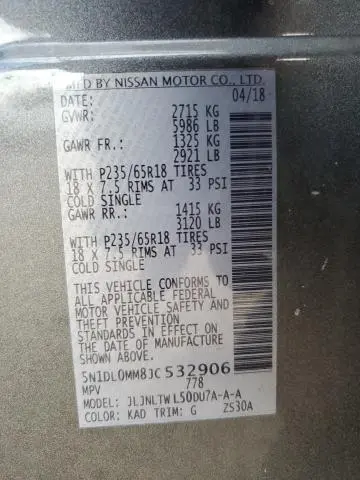 MFD BY NISSAN MOTOR CO., LTD.
DATE: 04/18
GVWR: 2715 KG
5986 LB
GAWR FR.: 1325 KG
2921 LB
WITH P235/65R18 TIRES
18 X 7.5 RIMS AT 33 PSI
COLD SINGLE
GAWR RR.: 1415 KG
3120 LB
WITH P235/65R18 TIRES
18 X 7.5 RIMS AT 33 PSI
COLD SINGLE
THIS VEHICLE CONFORMS TO
ALL APPLICABLE FEDERAL
MOTOR VEHICLE SAFETY AND
THEFT PREVENTION
STANDARDS IN EFFECT ON
THE DATE OF MANUFACTURE
SHOWN ABOVE.
5N1DL0MM8JC532906
MPV 778
MODEL: JLJNLTWL50DU7A-A-A
COLOR: KAD TRIM: G ZS30A